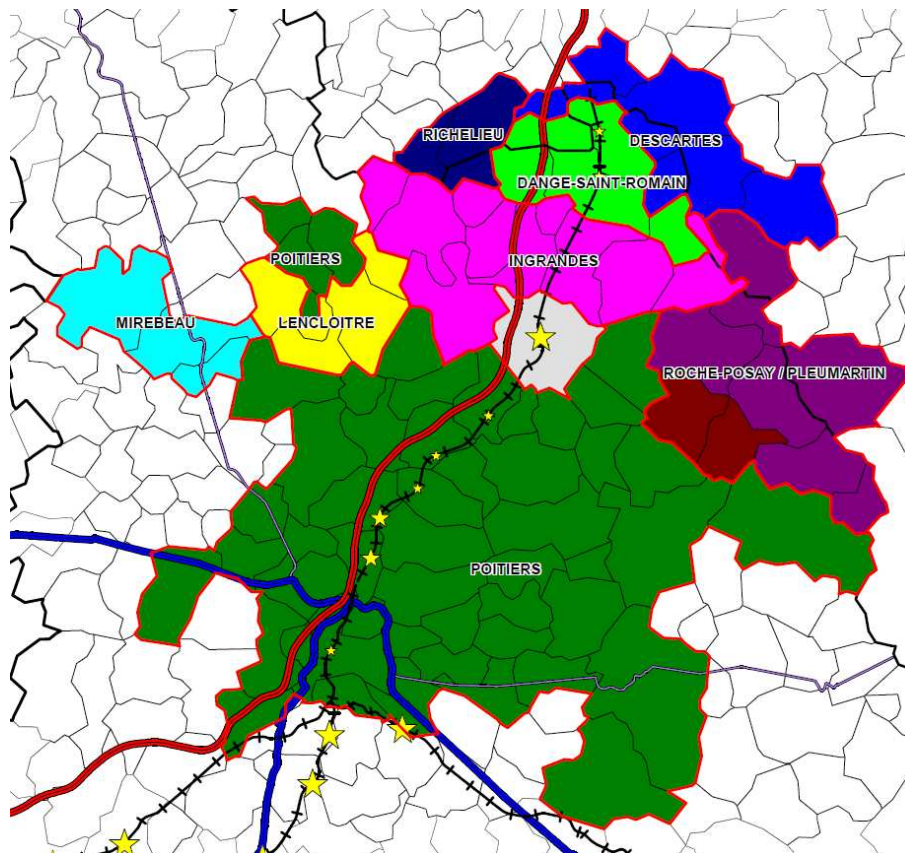 RICHELIEU
DESCARTES
DANGE-SAINT-ROMAIN
POITIERS
INGRANDES
MIREBEAU
LENCLOITRE
ROCHE-POSAY / PLEUMARTIN
POITIERS